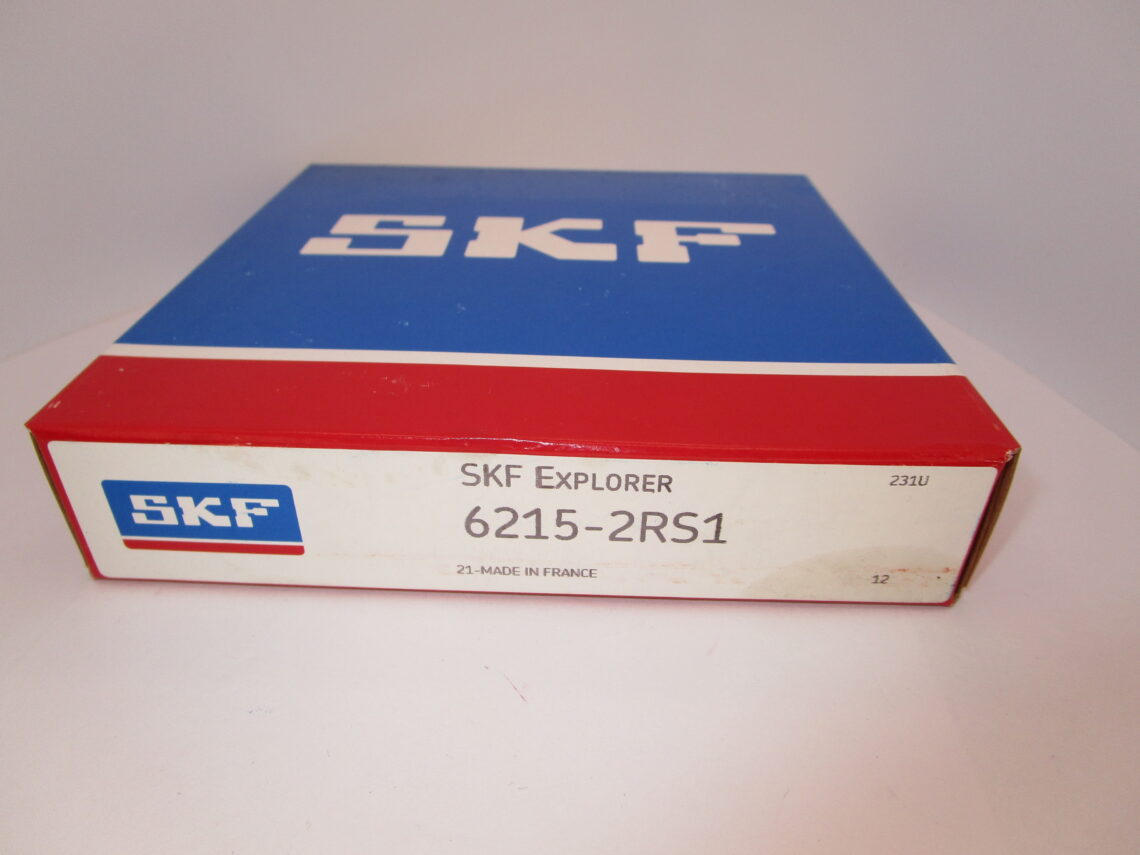 SKF
SKF EXPLORER
231U
SKF
6215-2RS1
21-MADE IN FRANCE
12